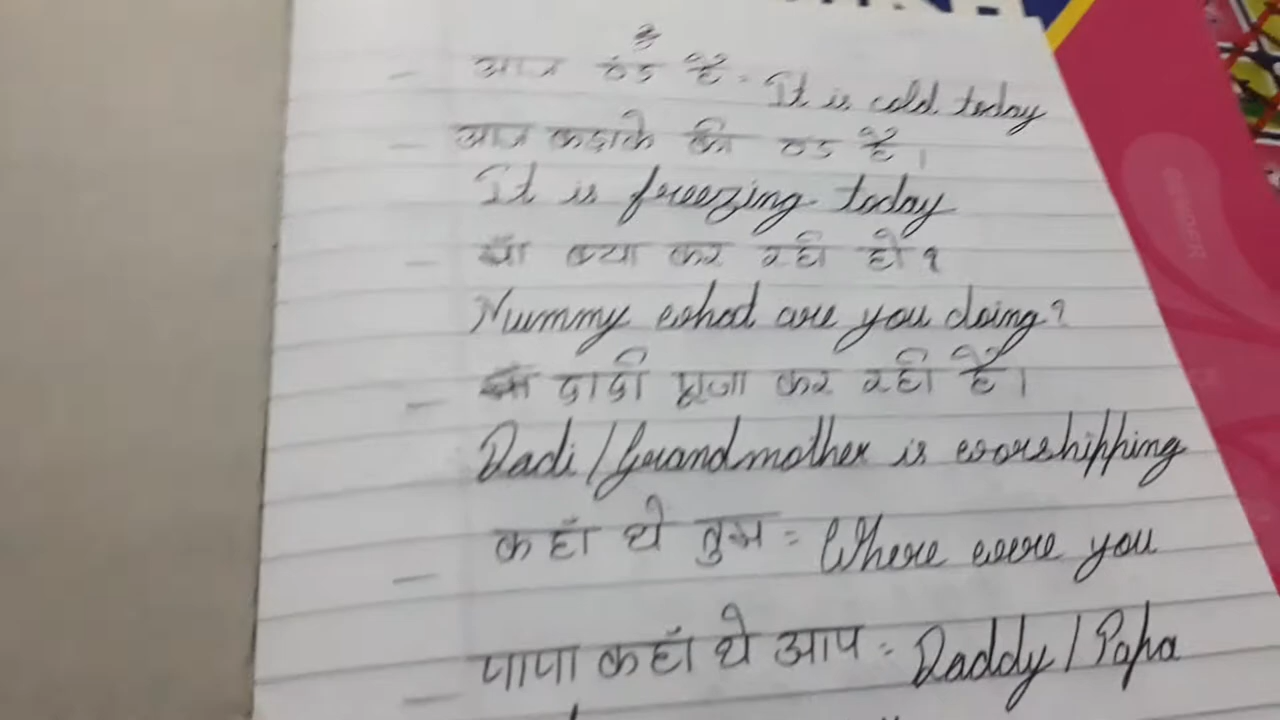 आज ठंड है - It is cold today
आज कडाके की ठंड है।
It is freezing today
माँ क्या कर रही हो?
Mummy what are you doing?
दादी पूजा कर रही हैं।
Dadi/Grandmother is worshipping
कहाँ थे तुम = Where were you
पापा कहाँ थे आप = Daddy/Papa